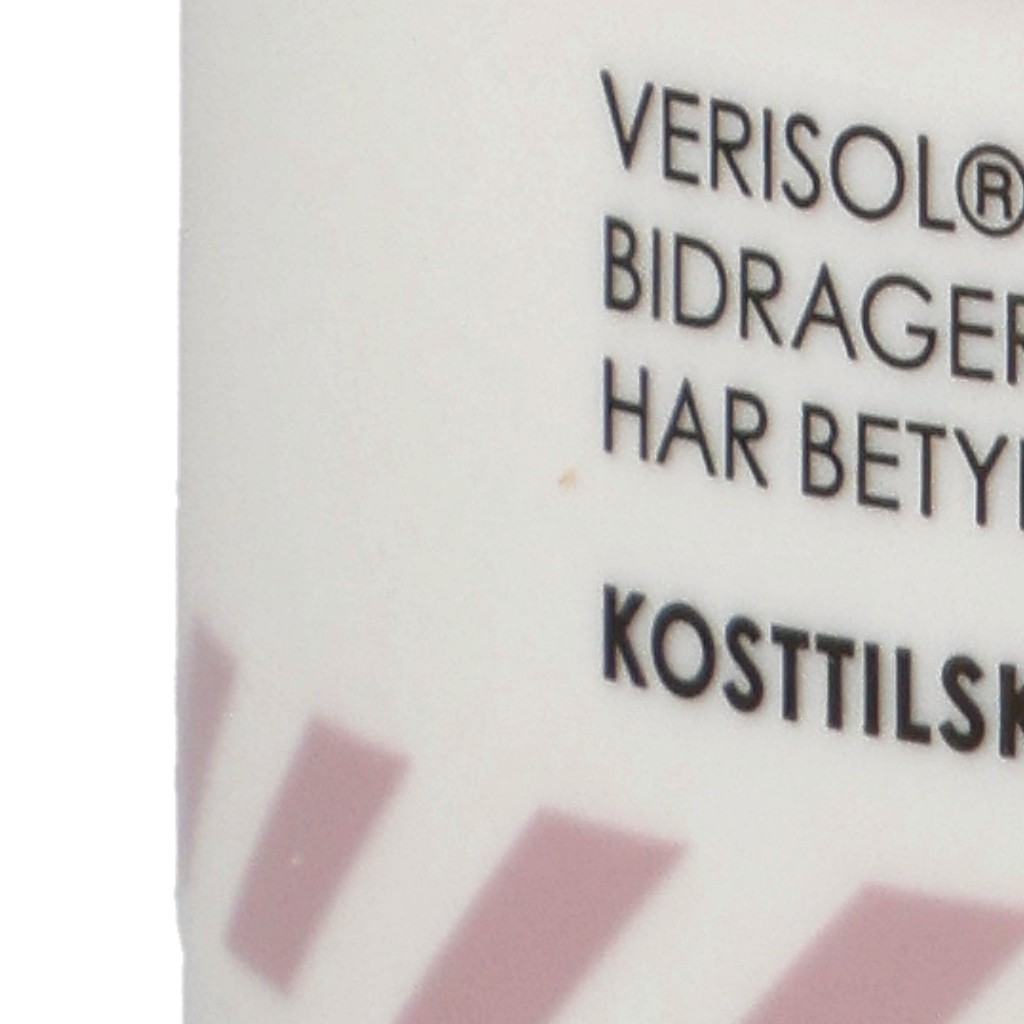 VERISOL®
BIDRAGER
HAR BETY
KOSTTILSK